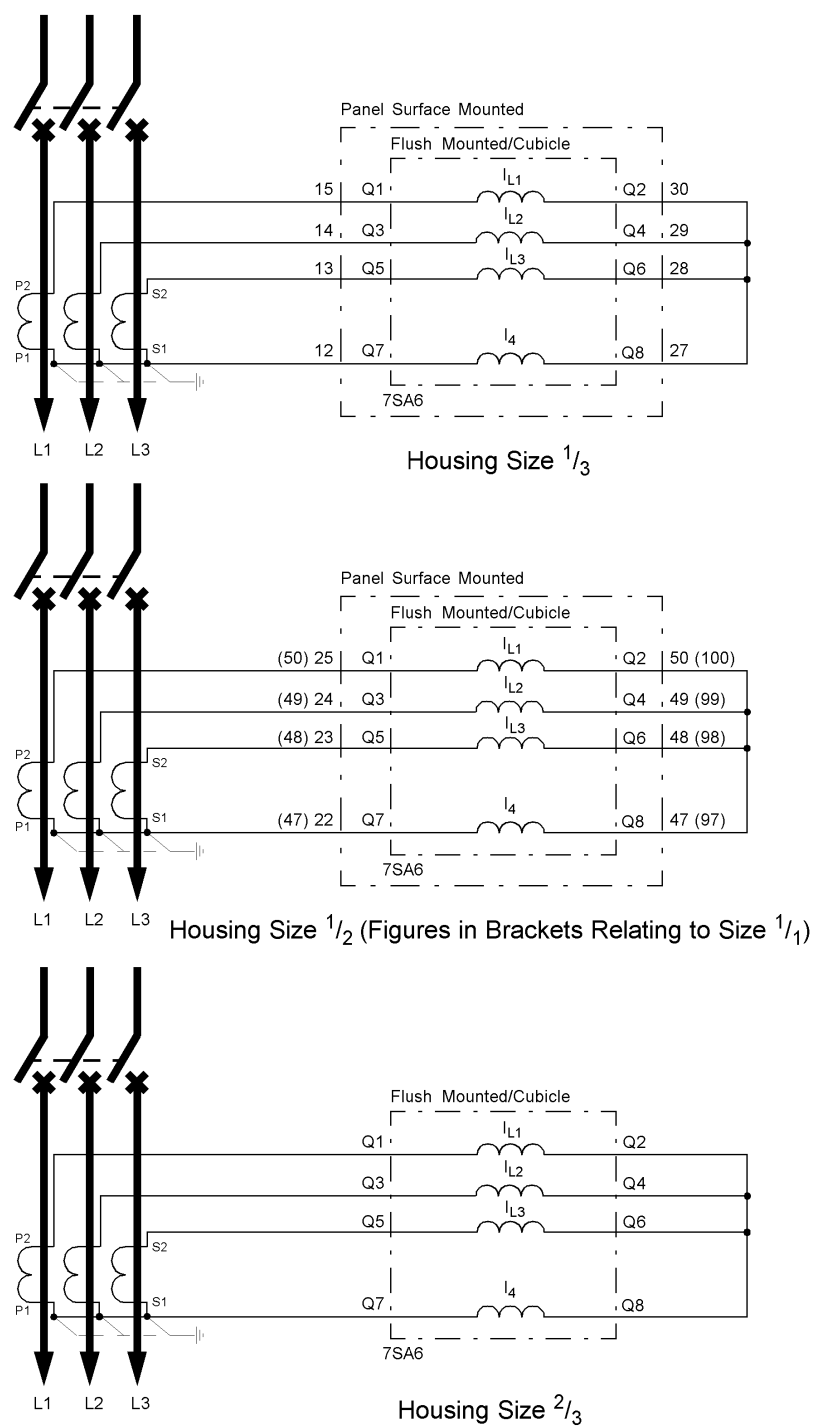 Panel Surface Mounted
Flush Mounted/Cubicle
15 Q1 IL1 Q2 30
14 Q3 IL2 Q4 29
13 Q5 IL3 Q6 28
P2 S2
P1 S1
12 Q7 I4 Q8 27
7SA6
L1 L2 L3
Housing Size 1/3
Panel Surface Mounted
Flush Mounted/Cubicle
(50) 25 Q1 IL1 Q2 50 (100)
(49) 24 Q3 IL2 Q4 49 (99)
(48) 23 Q5 IL3 Q6 48 (98)
P2 S2
P1 S1
(47) 22 Q7 I4 Q8 47 (97)
7SA6
L1 L2 L3
Housing Size 1/2 (Figures in Brackets Relating to Size 1/1)
Flush Mounted/Cubicle
Q1 IL1 Q2
Q3 IL2 Q4
Q5 IL3 Q6
P2 S2
P1 S1
Q7 I4 Q8
7SA6
L1 L2 L3
Housing Size 2/3